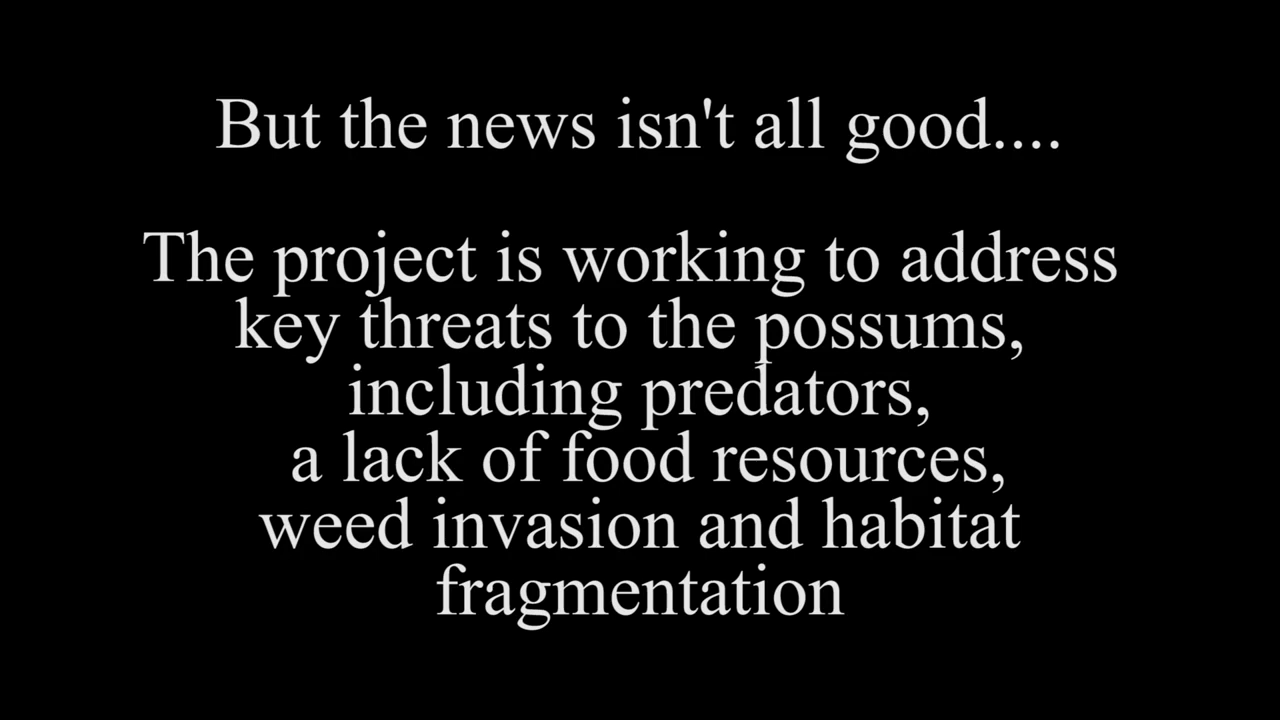 But the news isn't all good....
The project is working to address
key threats to the possums,
including predators,
a lack of food resources,
weed invasion and habitat
fragmentation